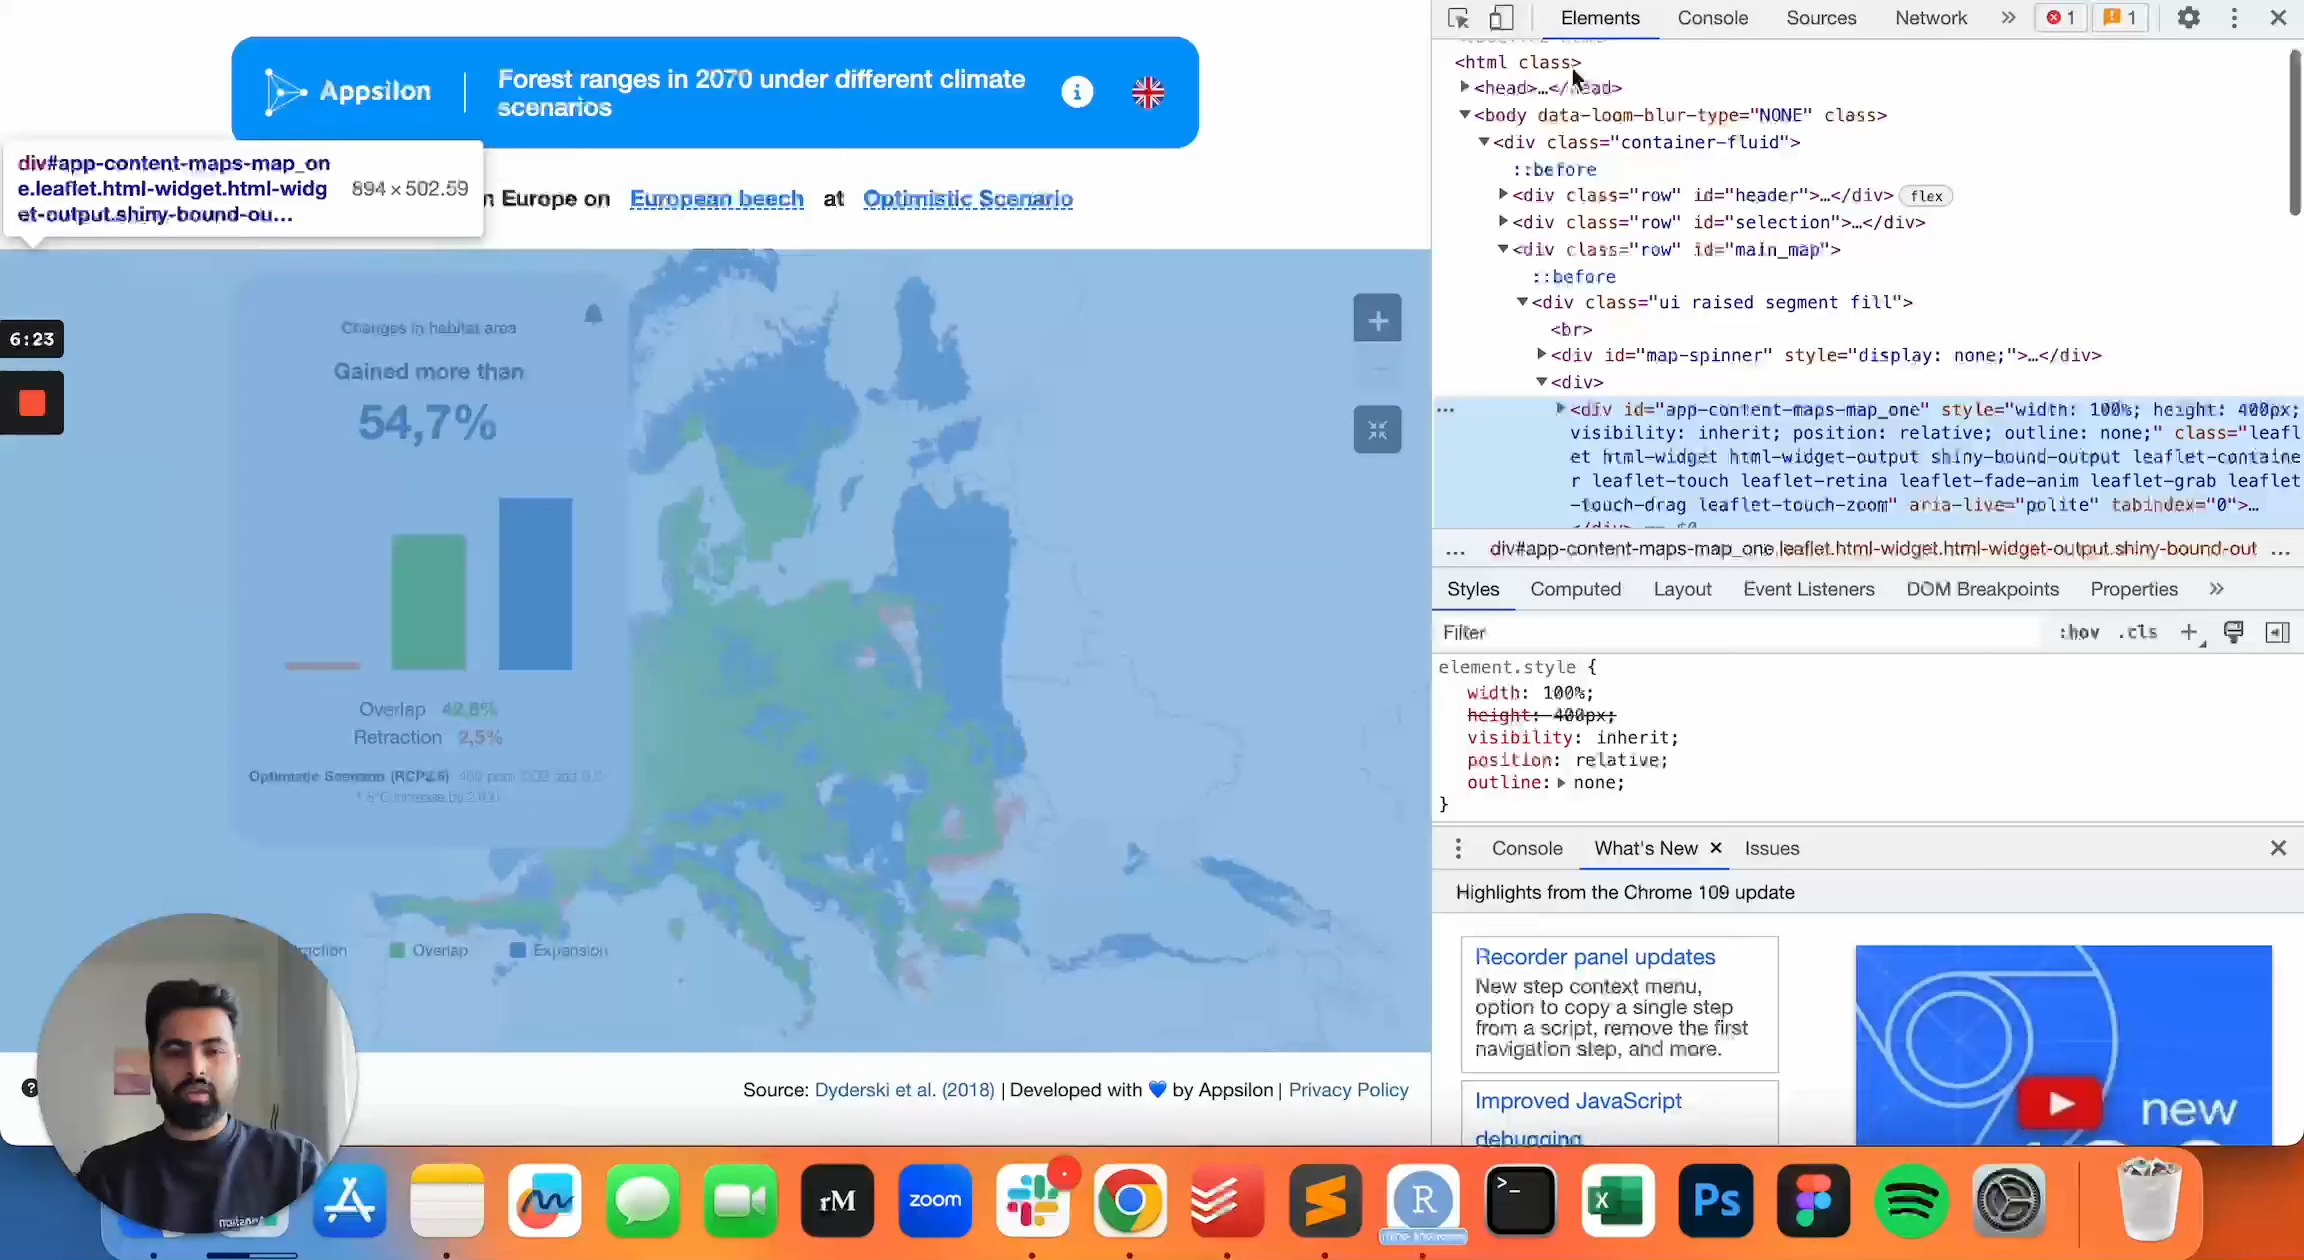 Appsilon
Forest ranges in 2070 under different climate
scenarios
i
div#app-content-maps-map_on
e.leaflet.html-widget.html-widg
et-output.shiny-bound-ou...
894 × 502.59
n Europe on European beech at Optimistic Scenario
6:23
Changes in habitat area
Gained more than
54,7%
Overlap 42,8%
Retraction 2,5%
Optimistic Scenario (RCP2.6)
Overlap
Expansion
Source: Dyderski et al. (2018) | Developed with 💙 by Appsilon | Privacy Policy
Elements
Console
Sources
Network
1
1
<html class>
<head>…</head>
<body data-loom-blur-type="NONE" class>
<div class="container-fluid">
::before
<div class="row" id="header">…</div> flex
<div class="row" id="selection">…</div>
<div class="row" id="main_map">
::before
<div class="ui raised segment fill">
<br>
<div id="map-spinner" style="display: none;">…</div>
<div>
<div id="app-content-maps-map_one" style="width: 100%; height: 400px;
visibility: inherit; position: relative; outline: none;" class="leafl
et html-widget html-widget-output shiny-bound-output leaflet-containe
r leaflet-touch leaflet-retina leaflet-fade-anim leaflet-grab leaflet
-touch-drag leaflet-touch-zoom" aria-live="polite" tabindex="0">…
</div> == $0
... div#app-content-maps-map_one.leaflet.html-widget.html-widget-output.shiny-bound-out ...
Styles
Computed
Layout
Event Listeners
DOM Breakpoints
Properties
Filter
:hov
.cls
element.style {
width: 100%;
height: 400px;
visibility: inherit;
position: relative;
outline: none;
}
Console
What's New
Issues
Highlights from the Chrome 109 update
Recorder panel updates
New step context menu,
option to copy a single step
from a script, remove the first
navigation step, and more.
Improved JavaScript
debugging
new
rM
zoom
R
>_
X
Ps